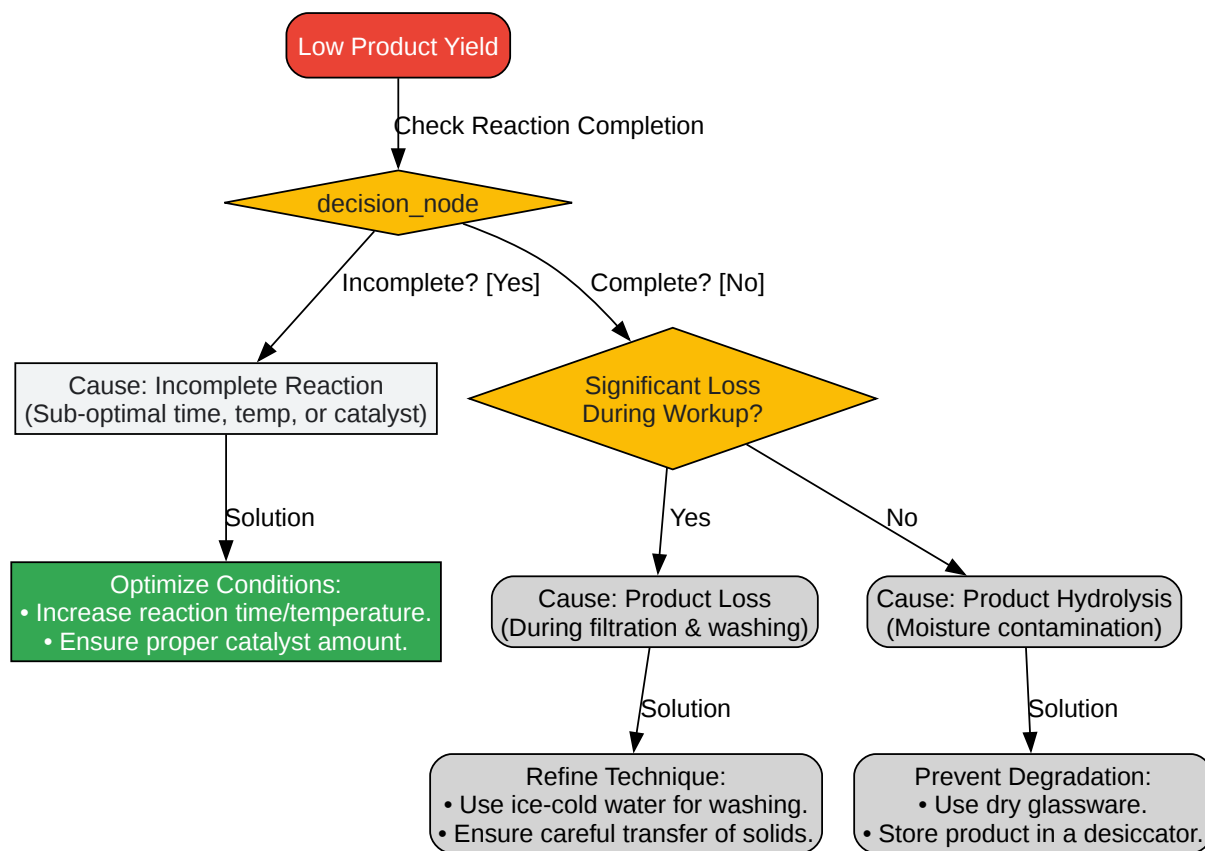 Low Product Yield
Check Reaction Completion
decision_node
Incomplete? [Yes]
Complete? [No]
Cause: Incomplete Reaction
(Sub-optimal time, temp, or catalyst)
Significant Loss
During Workup?
Solution
Yes
No
Optimize Conditions:
• Increase reaction time/temperature.
• Ensure proper catalyst amount.
Cause: Product Loss
(During filtration & washing)
Cause: Product Hydrolysis
(Moisture contamination)
Solution
Solution
Refine Technique:
• Use ice-cold water for washing.
• Ensure careful transfer of solids.
Prevent Degradation:
• Use dry glassware.
• Store product in a desiccator.